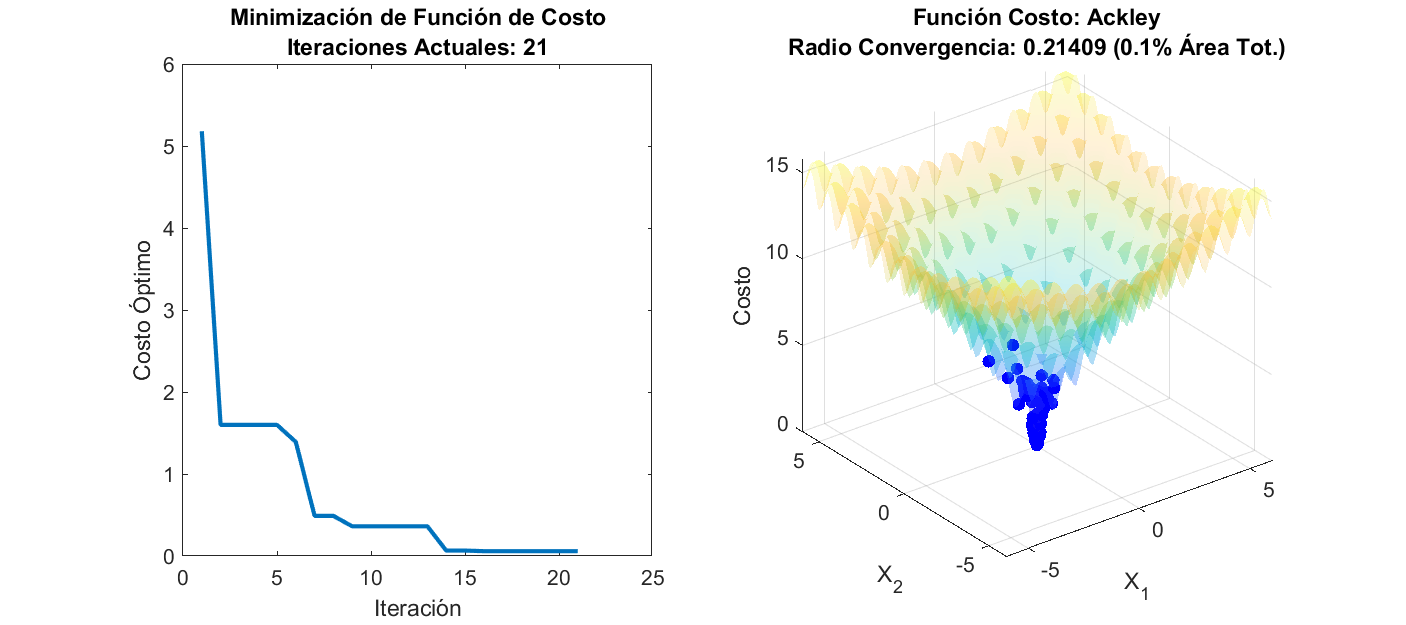 Minimización de Función de Costo
Iteraciones Actuales: 21
6
5
4
3
2
1
0
Costo Óptimo
0
5
10
15
20
25
Iteración
Función Costo: Ackley
Radio Convergencia: 0.21409 (0.1% Área Tot.)
15
10
5
0
Costo
5
0
-5
X2
-5
0
5
X1